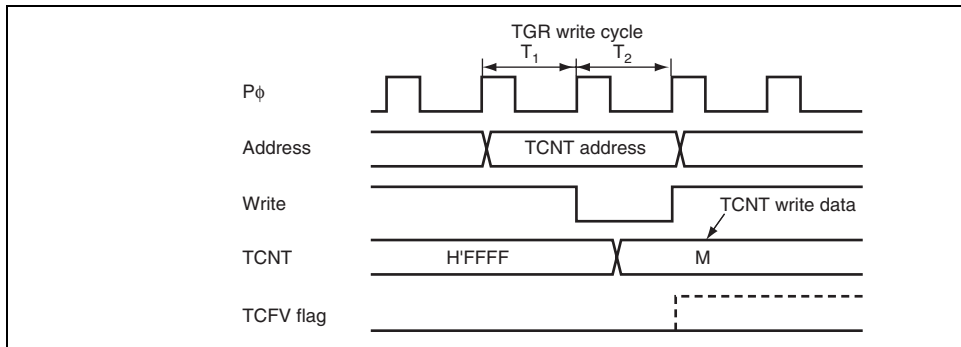 TGR write cycle
T1 T2
Pϕ
Address TCNT address
Write
TCNT write data
TCNT H'FFFF M
TCFV flag